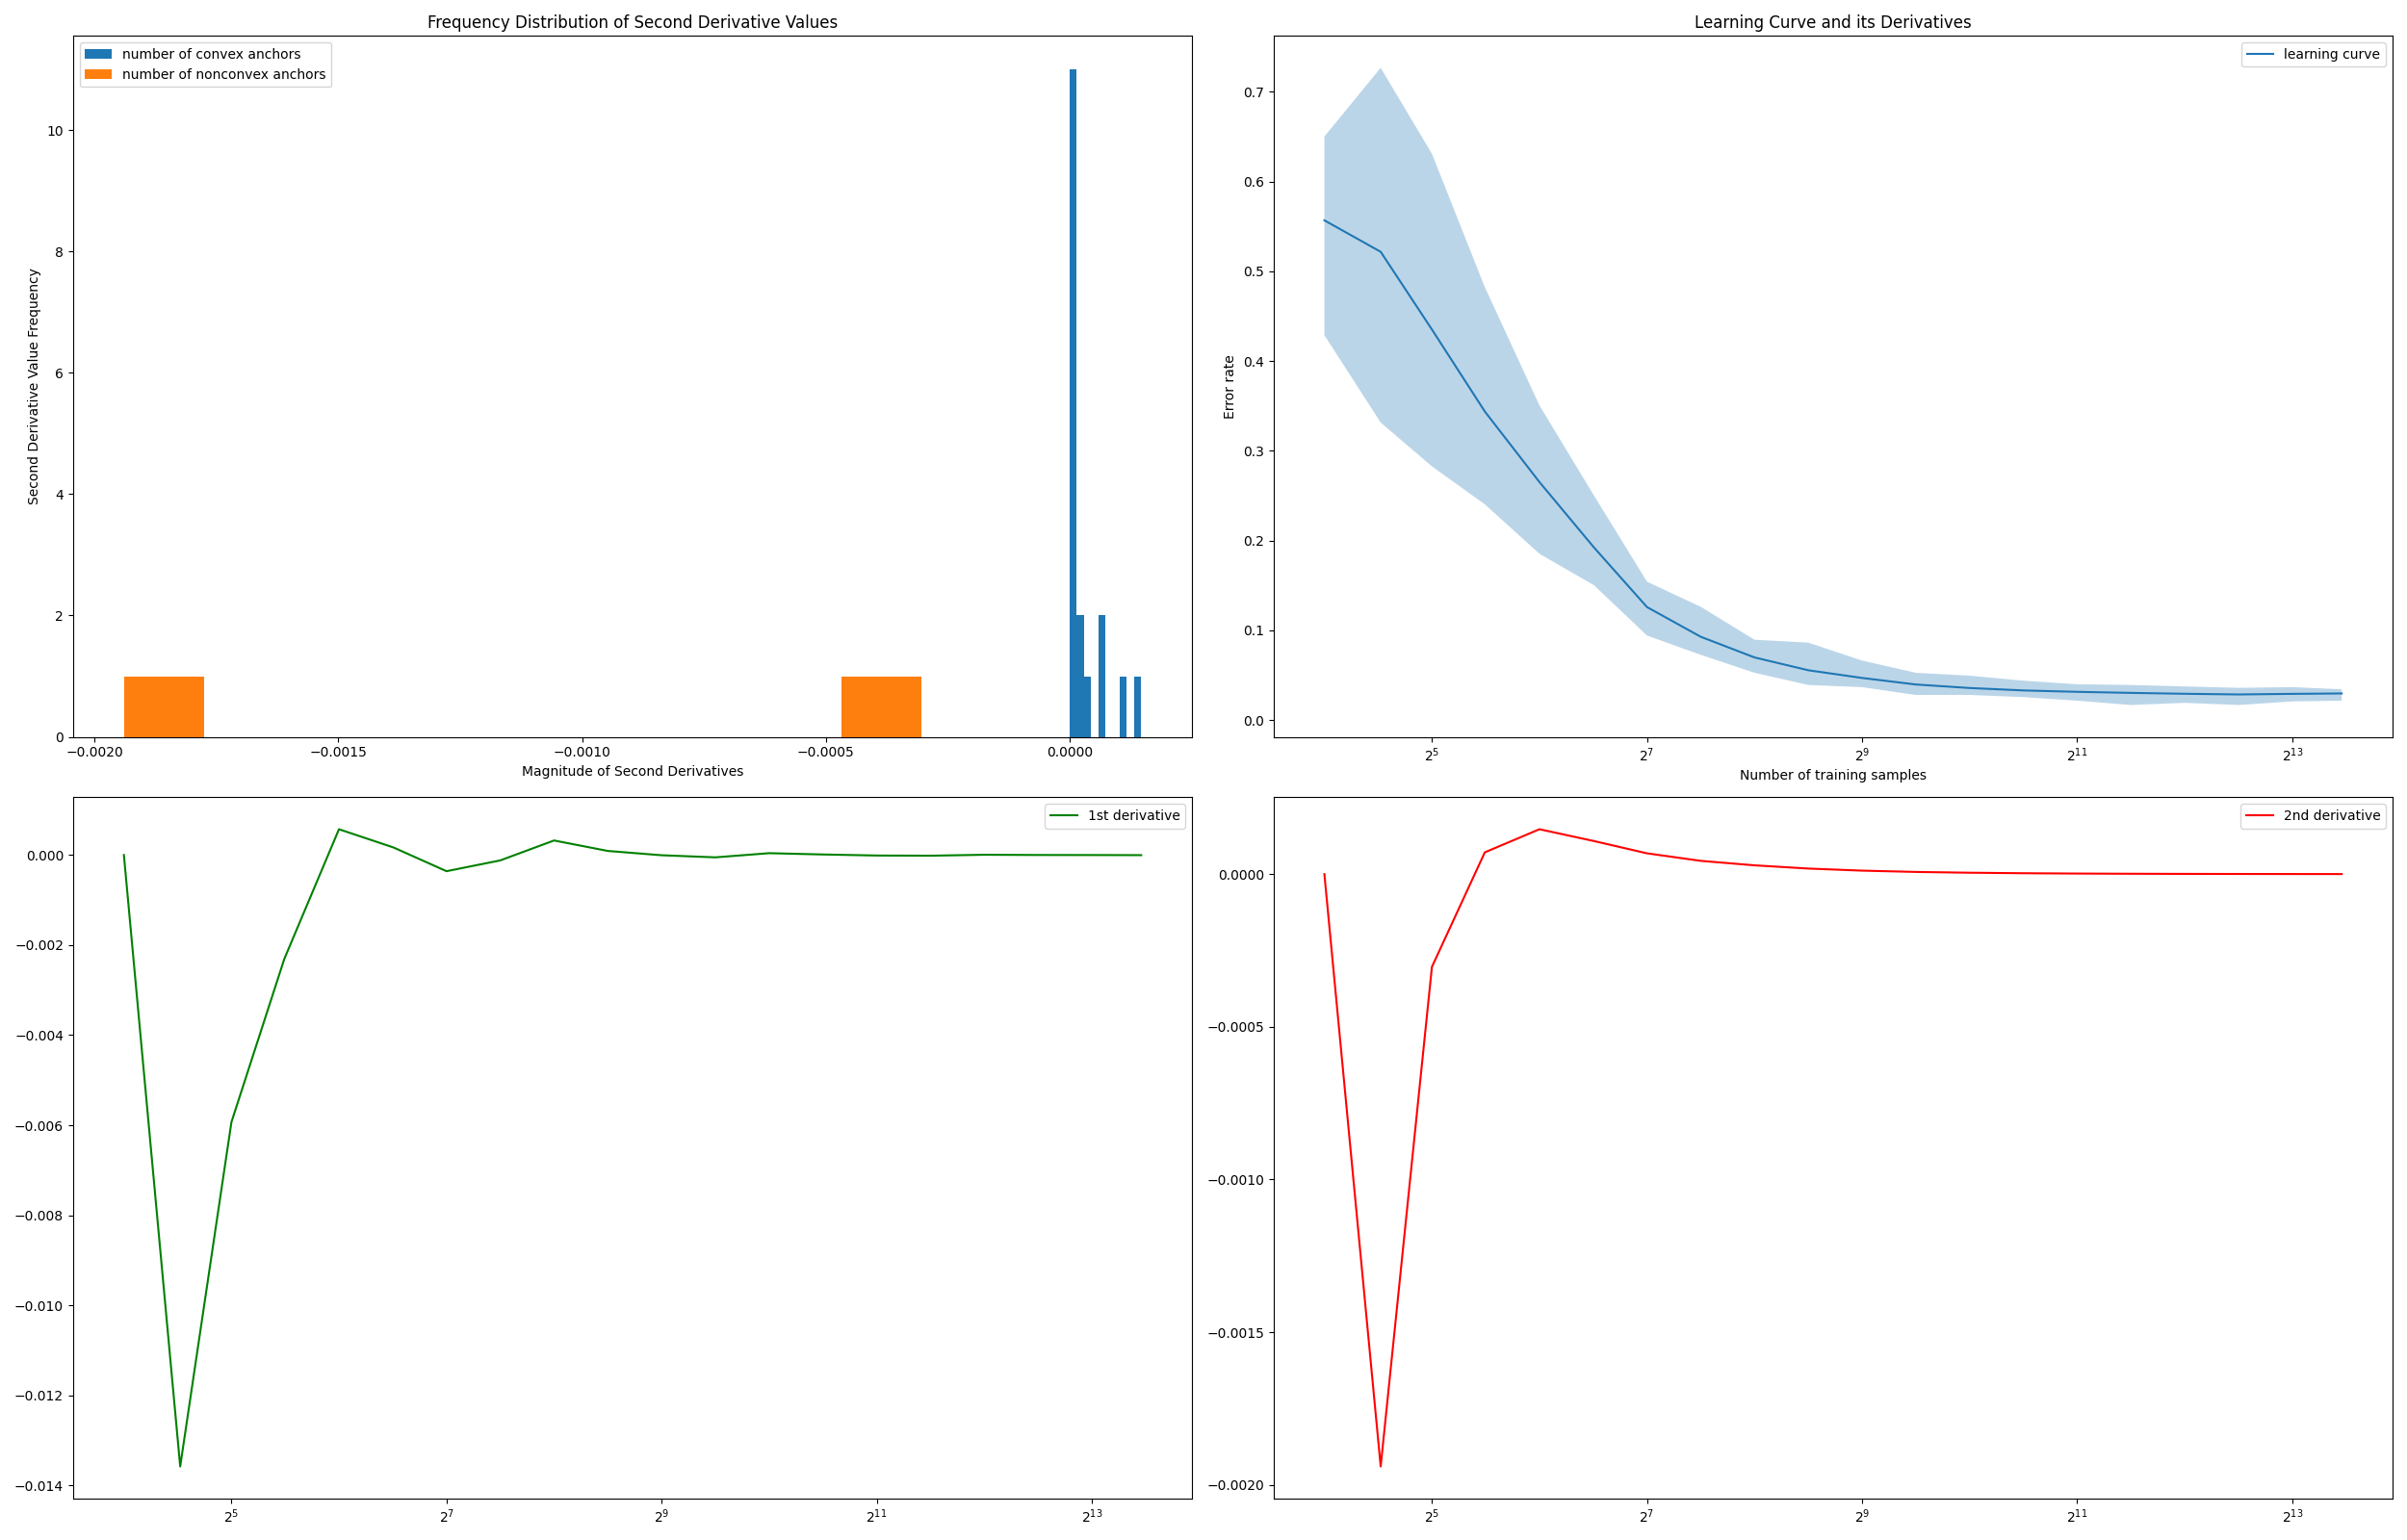 Frequency Distribution of Second Derivative Values
number of convex anchors
number of nonconvex anchors
Second Derivative Value Frequency
10
8
6
4
2
0
−0.0020 −0.0015 −0.0010 −0.0005 0.0000
Magnitude of Second Derivatives
Learning Curve and its Derivatives
learning curve
Error rate
0.7
0.6
0.5
0.4
0.3
0.2
0.1
0.0
2^5 2^7 2^9 2^11 2^13
Number of training samples
1st derivative
0.000
−0.002
−0.004
−0.006
−0.008
−0.010
−0.012
−0.014
2^5 2^7 2^9 2^11 2^13
2nd derivative
0.0000
−0.0005
−0.0010
−0.0015
−0.0020
2^5 2^7 2^9 2^11 2^13